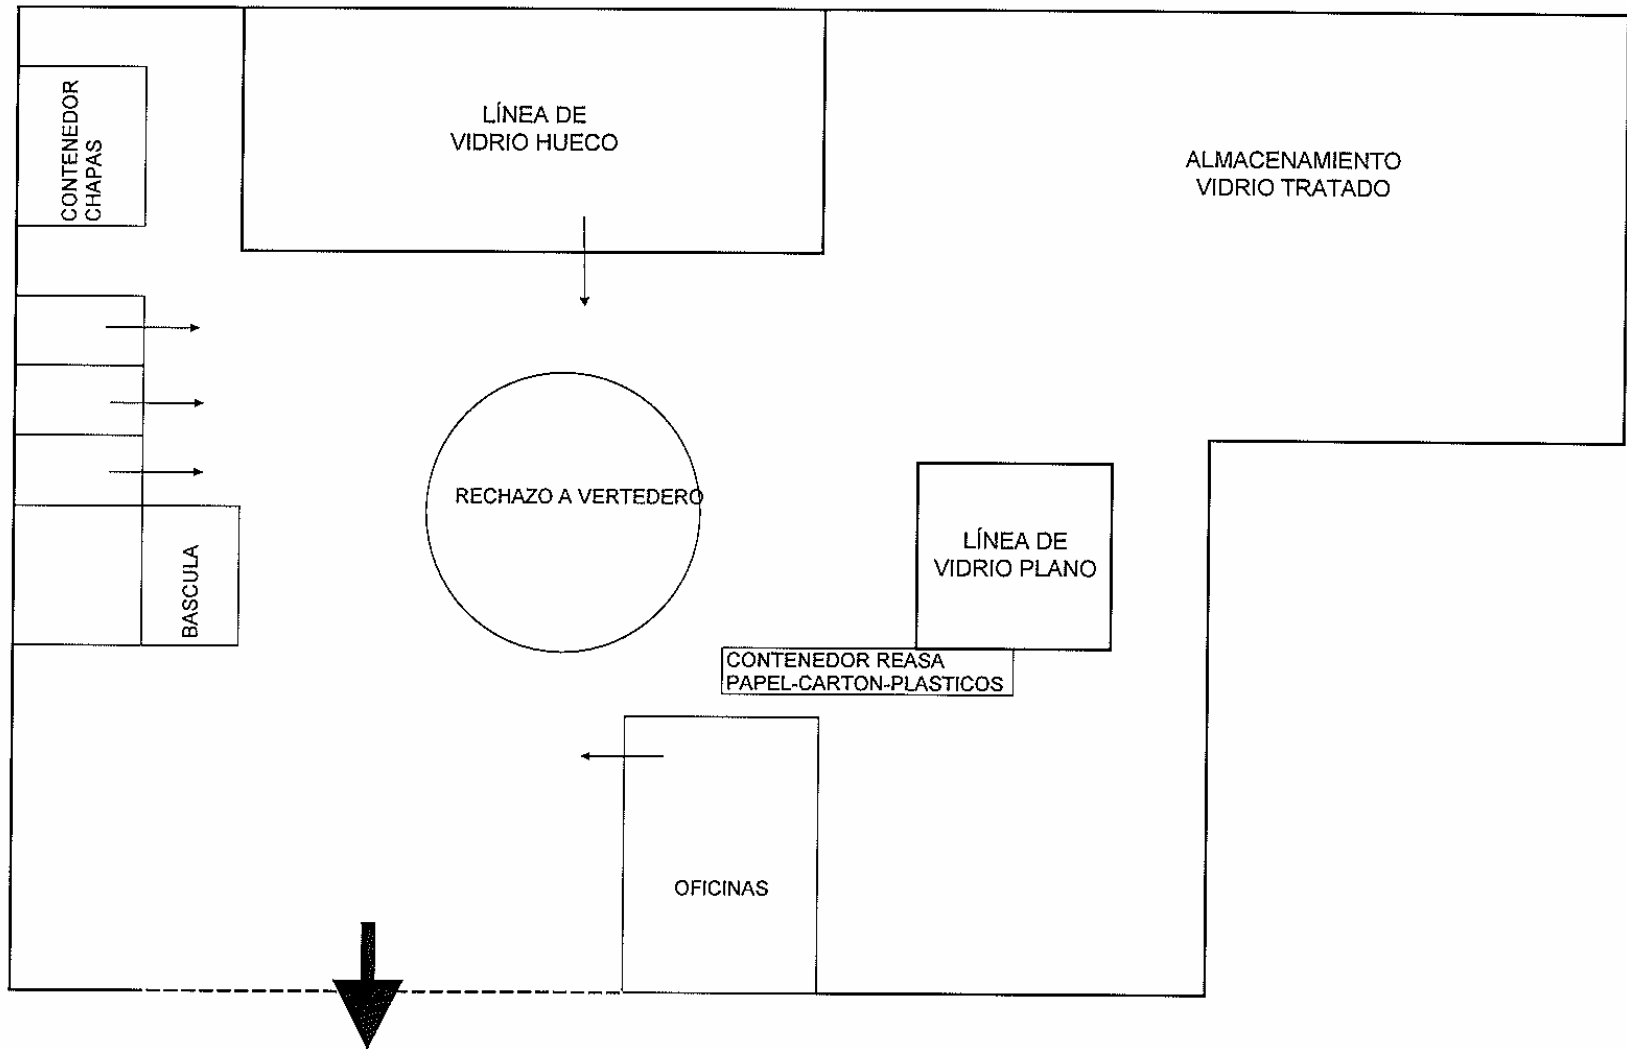 CONTENEDOR
CHAPAS
LÍNEA DE
VIDRIO HUECO
ALMACENAMIENTO
VIDRIO TRATADO
RECHAZO A VERTEDERO
LÍNEA DE
VIDRIO PLANO
BASCULA
CONTENEDOR REASA
PAPEL-CARTON-PLASTICOS
OFICINAS